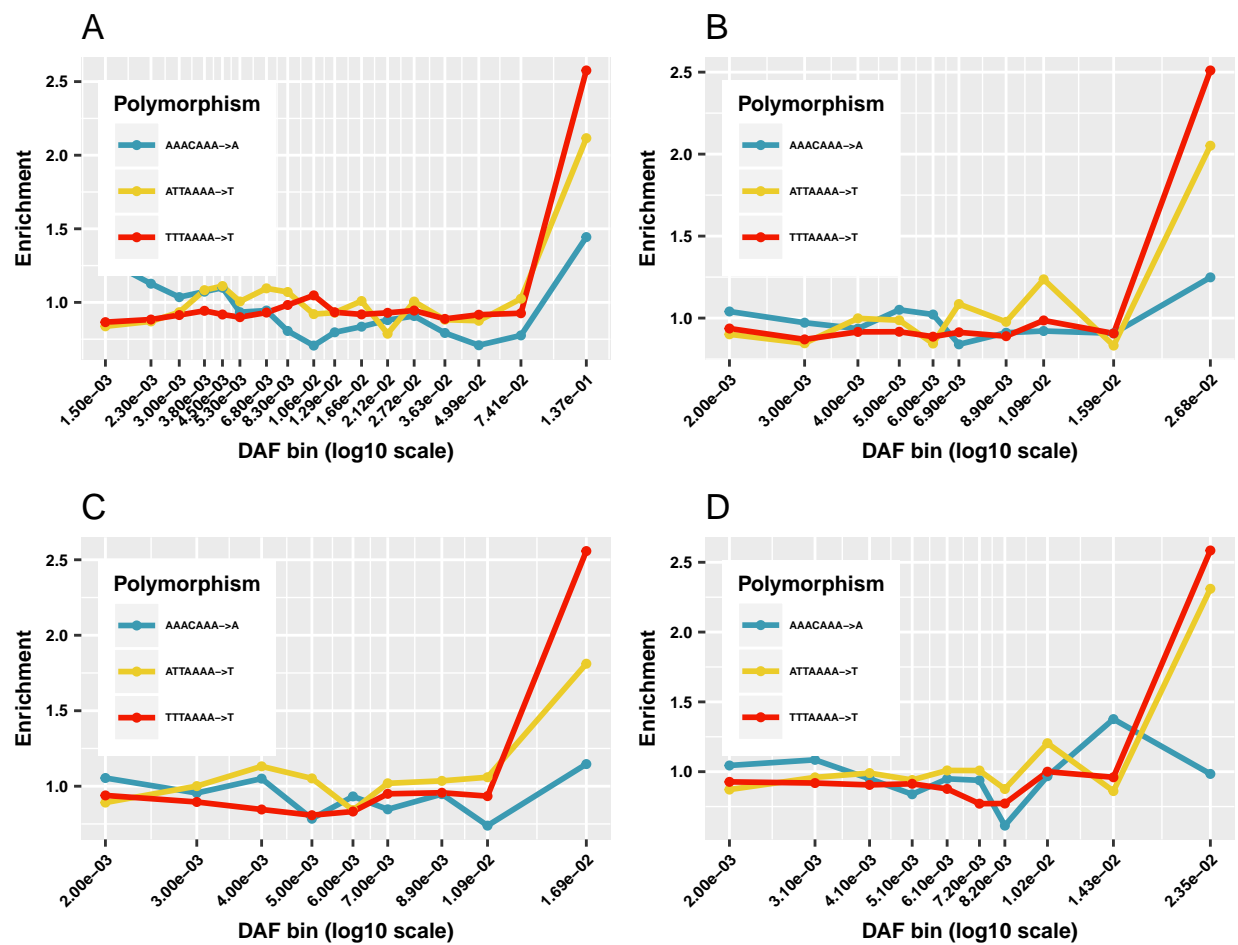 A
Enrichment
2.5
2.0
1.5
1.0
Polymorphism
AAACAAA−>A
ATTAAAA−>T
TTTAAAA−>T
1.50e−03
2.30e−03
3.00e−03
3.80e−03
4.50e−03
5.30e−03
6.80e−03
8.30e−03
1.06e−02
1.29e−02
1.66e−02
2.12e−02
2.72e−02
3.63e−02
4.99e−02
7.41e−02
1.37e−01
DAF bin (log10 scale)
B
Enrichment
2.5
2.0
1.5
1.0
Polymorphism
AAACAAA−>A
ATTAAAA−>T
TTTAAAA−>T
2.00e−03
3.00e−03
4.00e−03
5.00e−03
6.00e−03
6.90e−03
8.90e−03
1.09e−02
1.59e−02
2.68e−02
DAF bin (log10 scale)
C
Enrichment
2.5
2.0
1.5
1.0
Polymorphism
AAACAAA−>A
ATTAAAA−>T
TTTAAAA−>T
2.00e−03
3.00e−03
4.00e−03
5.00e−03
6.00e−03
7.00e−03
8.90e−03
1.09e−02
1.69e−02
DAF bin (log10 scale)
D
Enrichment
2.5
2.0
1.5
1.0
Polymorphism
AAACAAA−>A
ATTAAAA−>T
TTTAAAA−>T
2.00e−03
3.10e−03
4.10e−03
5.10e−03
6.10e−03
7.20e−03
8.20e−03
1.02e−02
1.43e−02
2.35e−02
DAF bin (log10 scale)